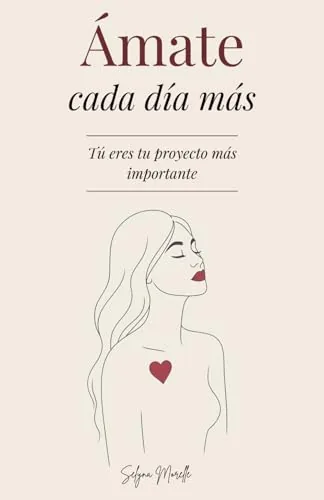 Ámate
cada día más
Tú eres tu proyecto más
importante
Selyna Morelle